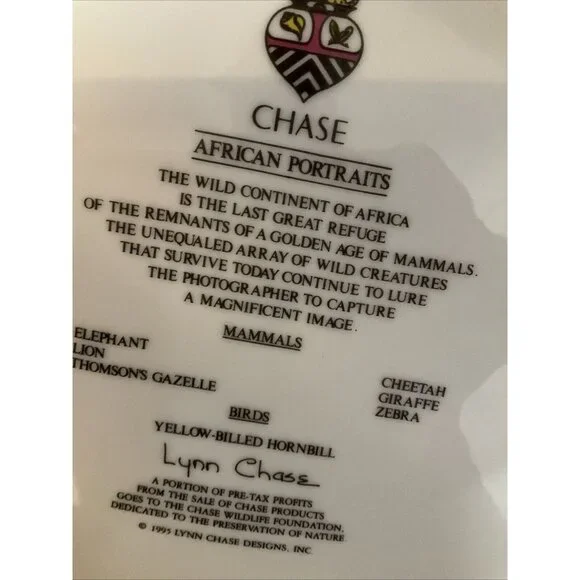 CHASE
AFRICAN PORTRAITS
THE WILD CONTINENT OF AFRICA
IS THE LAST GREAT REFUGE
OF THE REMNANTS OF A GOLDEN AGE OF MAMMALS.
THE UNEQUALED ARRAY OF WILD CREATURES
THAT SURVIVE TODAY CONTINUE TO LURE
THE PHOTOGRAPHER TO CAPTURE
A MAGNIFICENT IMAGE.
MAMMALS
ELEPHANT
LION
THOMSON'S GAZELLE
CHEETAH
GIRAFFE
ZEBRA
BIRDS
YELLOW-BILLED HORNBILL
Lynn Chase
A PORTION OF PRE-TAX PROFITS
FROM THE SALE OF CHASE PRODUCTS
GOES TO THE CHASE WILDLIFE FOUNDATION,
DEDICATED TO THE PRESERVATION OF NATURE
© 1995 LYNN CHASE DESIGNS, INC